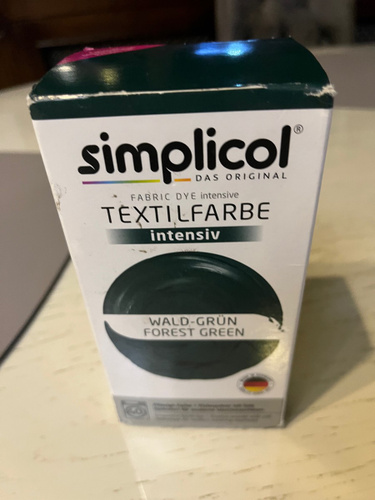 simplicol®
DAS ORIGINAL
FABRIC DYE intensive
TEXTILFARBE
intensiv
WALD-GRÜN
FOREST GREEN